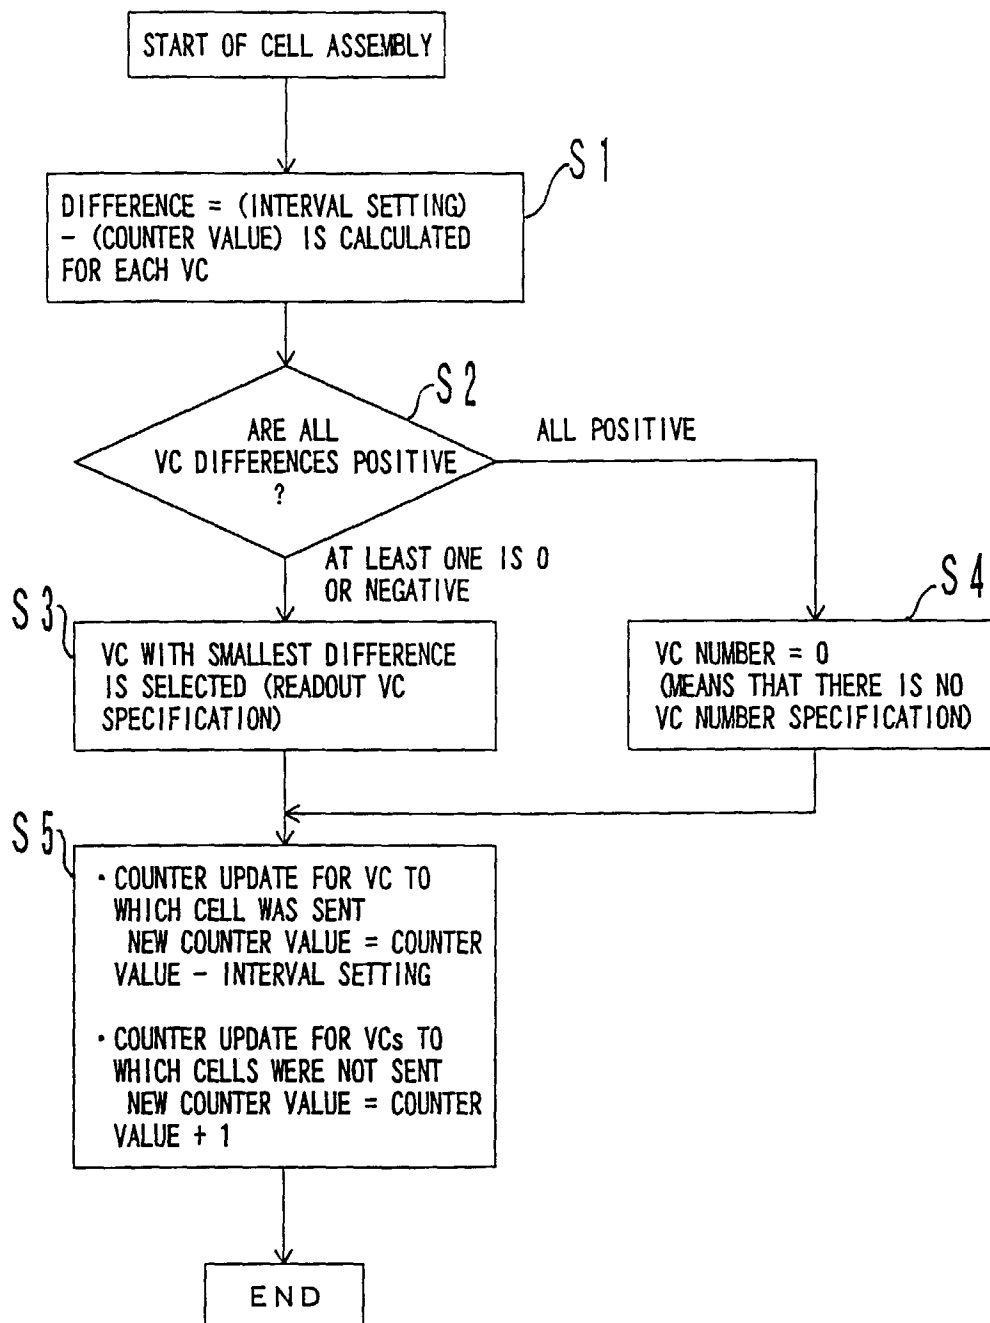 START OF CELL ASSEMBLY
S1
DIFFERENCE = (INTERVAL SETTING)
- (COUNTER VALUE) IS CALCULATED
FOR EACH VC
S2
ARE ALL
VC DIFFERENCES POSITIVE
?
ALL POSITIVE
AT LEAST ONE IS 0
OR NEGATIVE
S3
VC WITH SMALLEST DIFFERENCE
IS SELECTED (READOUT VC
SPECIFICATION)
S4
VC NUMBER = 0
(MEANS THAT THERE IS NO
VC NUMBER SPECIFICATION)
S5
· COUNTER UPDATE FOR VC TO
WHICH CELL WAS SENT
NEW COUNTER VALUE = COUNTER
VALUE - INTERVAL SETTING
· COUNTER UPDATE FOR VCs TO
WHICH CELLS WERE NOT SENT
NEW COUNTER VALUE = COUNTER
VALUE + 1
END